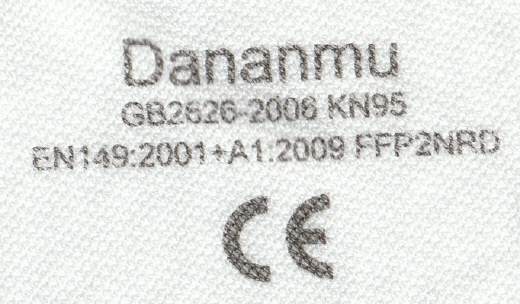 Dananmu
GB2626-2006 KN95
EN149:2001+A1:2009 FFP2NRD
CE